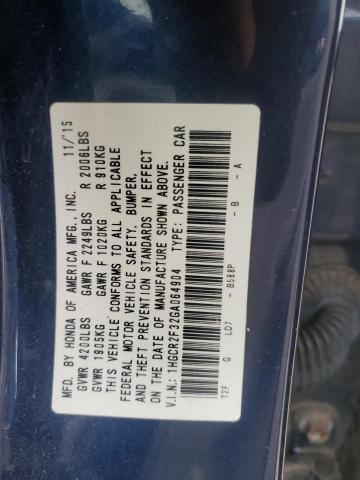 MFD. BY HONDA OF AMERICA MFG., INC. 11/15
GVWR 4200LBS GAWR F 2249LBS R 2006LBS
GVWR 1905KG GAWR F 1020KG R 910KG
THIS VEHICLE CONFORMS TO ALL APPLICABLE
FEDERAL MOTOR VEHICLE SAFETY, BUMPER,
AND THEFT PREVENTION STANDARDS IN EFFECT
ON THE DATE OF MANUFACTURE SHOWN ABOVE.
V.I.N.: 1HGCR2F32GA064904 TYPE: PASSENGER CAR
T2F G LD7 -B588P -B -A